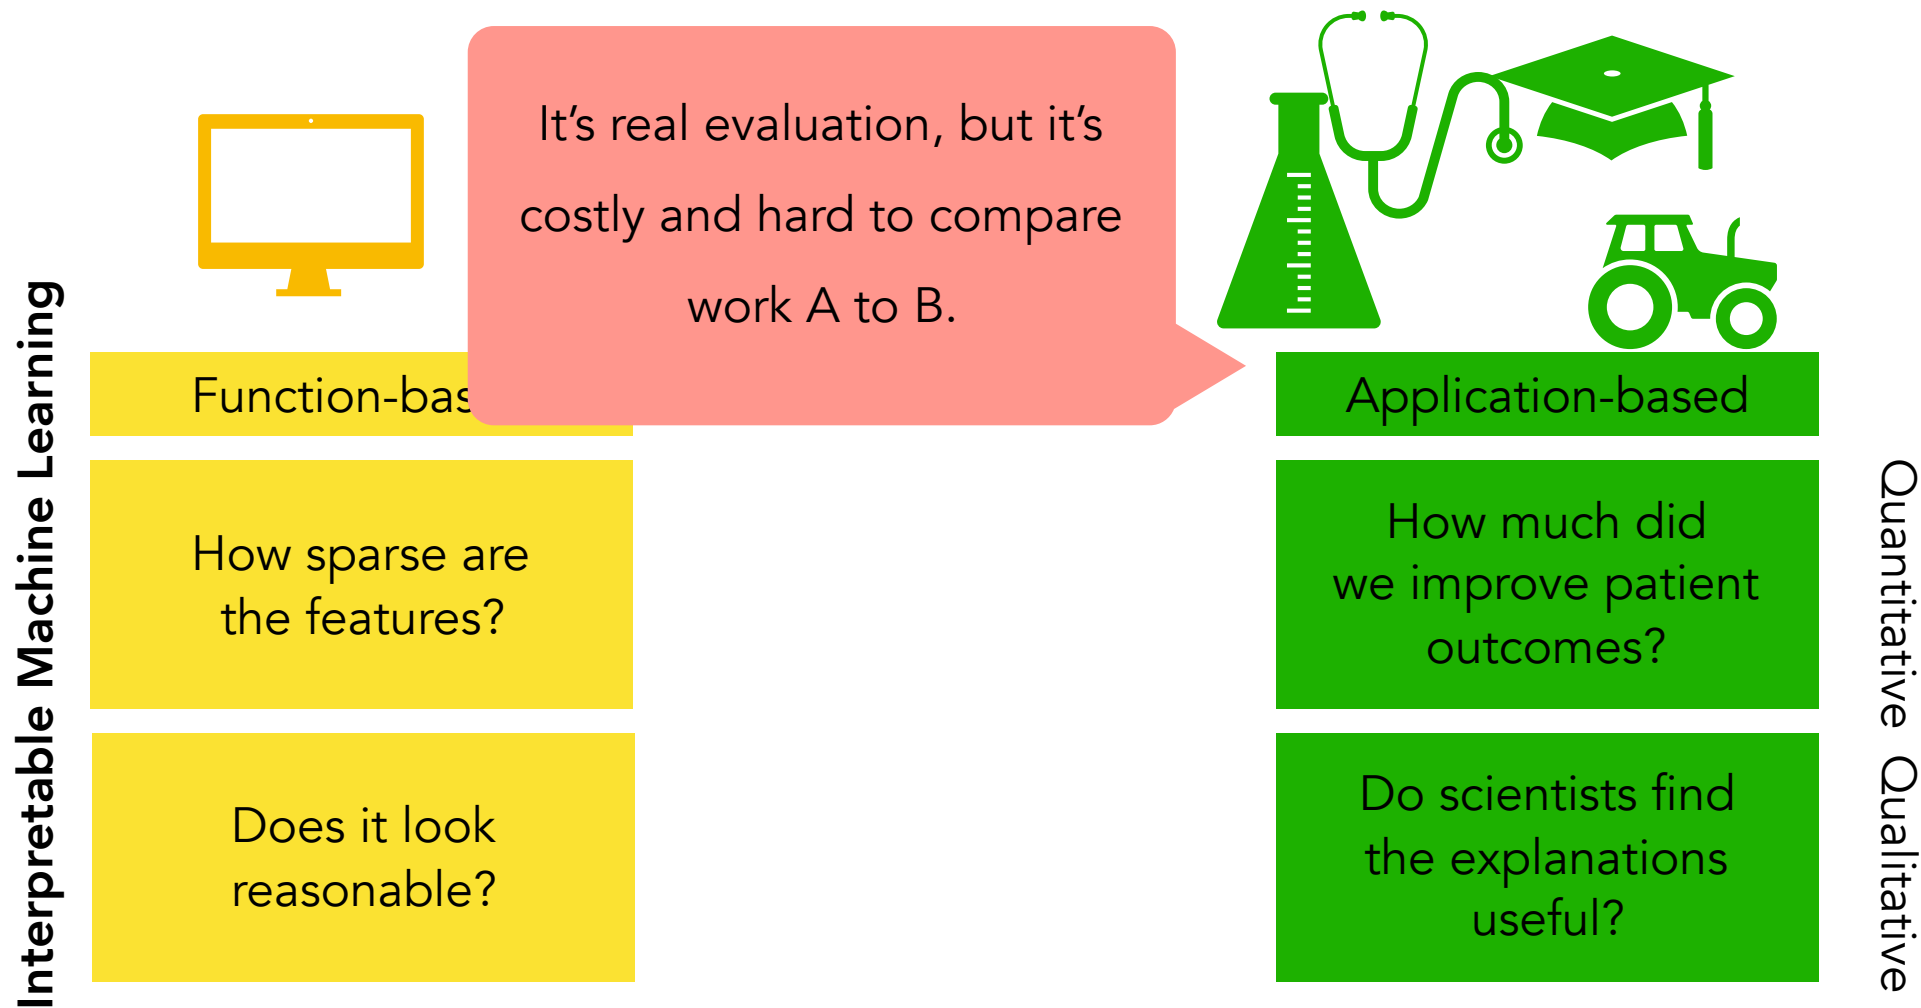 It’s real evaluation, but it’s
costly and hard to compare
work A to B.
Interpretable Machine Learning
Function-bas
Application-based
How sparse are
the features?
How much did
we improve patient
outcomes?
Quantitative
Does it look
reasonable?
Do scientists find
the explanations
useful?
Qualitative